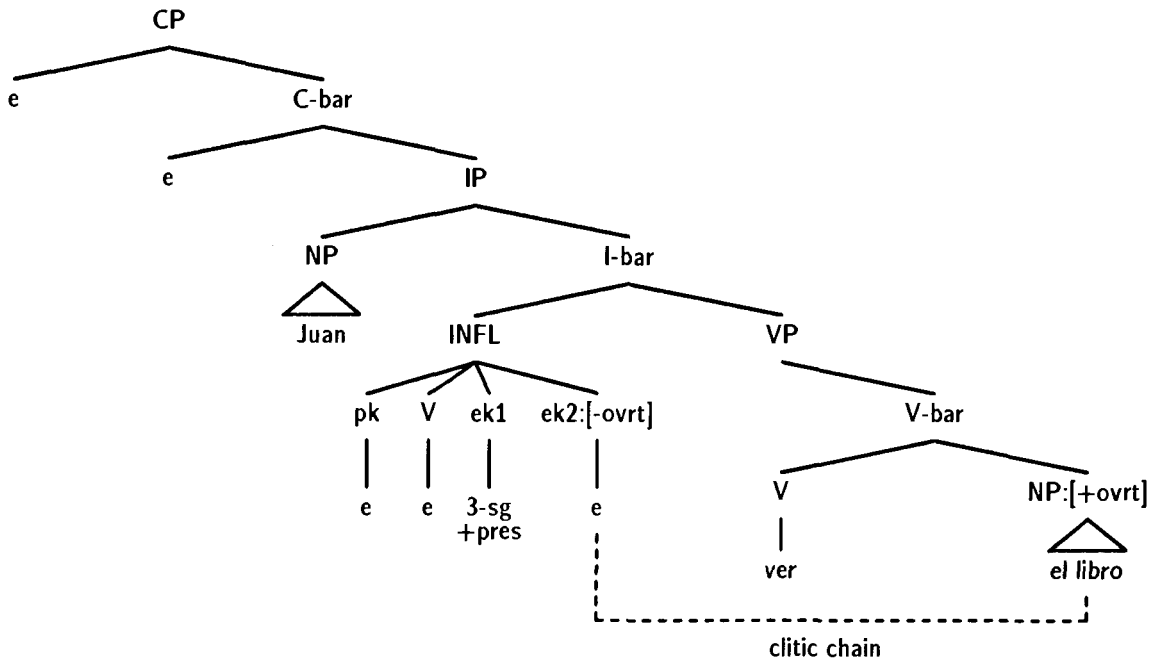 CP
e C-bar
e IP
NP I-bar
Juan INFL VP
pk V ek1 ek2:[-ovrt] V-bar
e e 3-sg e V NP:[+ovrt]
+pres
ver el libro
clitic chain